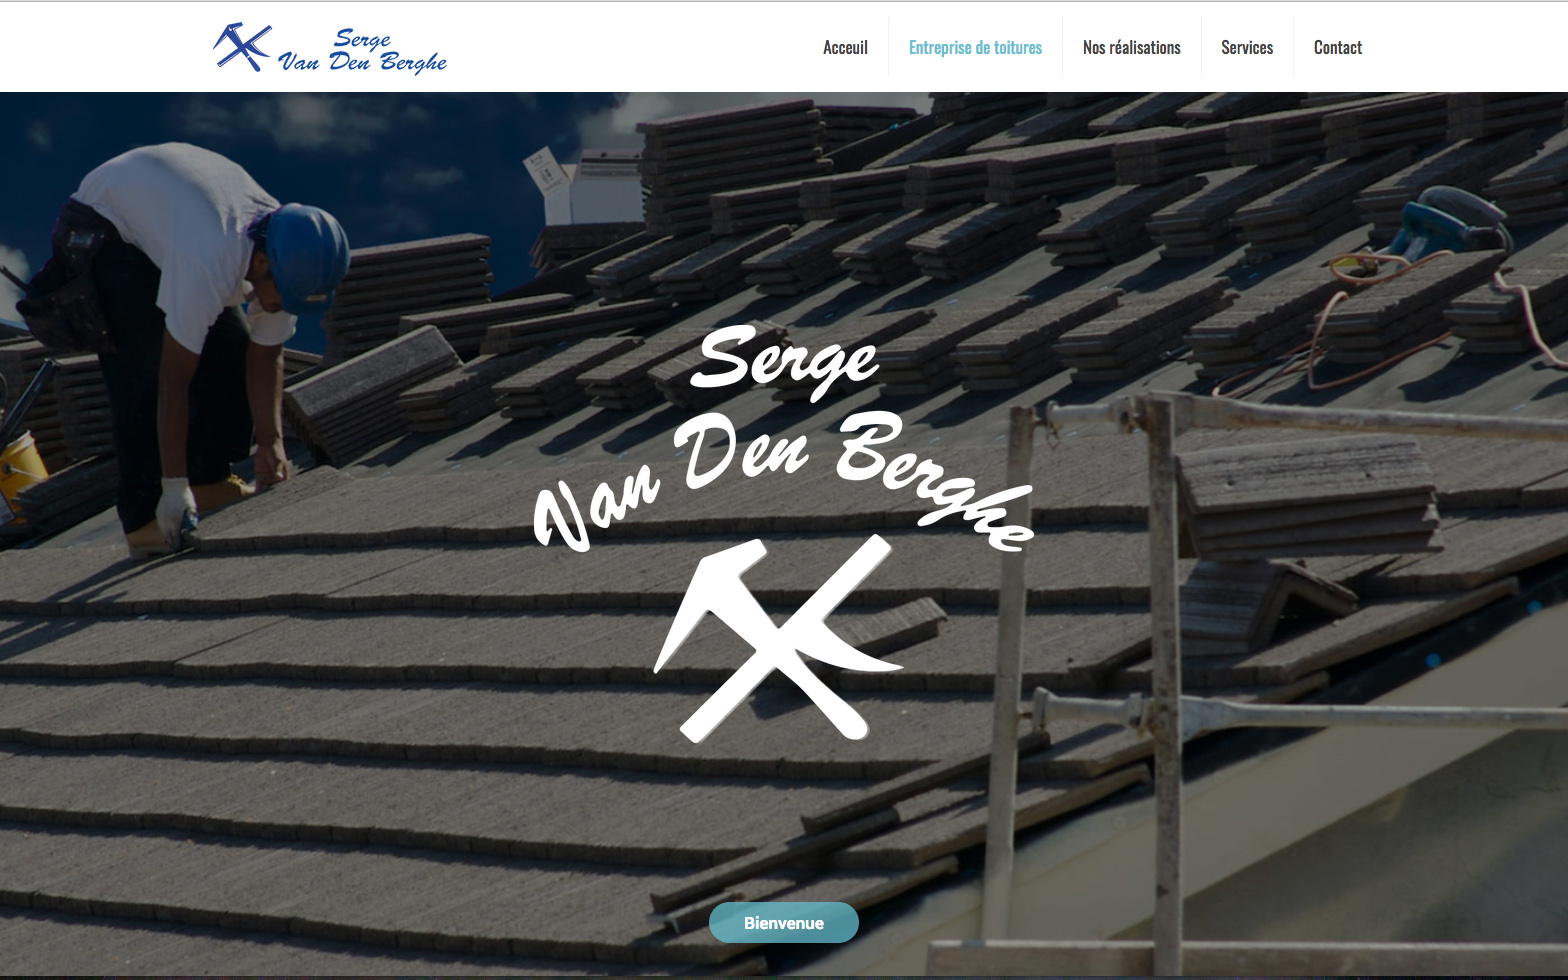 Serge
Van Den Berghe
Acceuil
Entreprise de toitures
Nos réalisations
Services
Contact
Serge
Van Den Berghe
Bienvenue